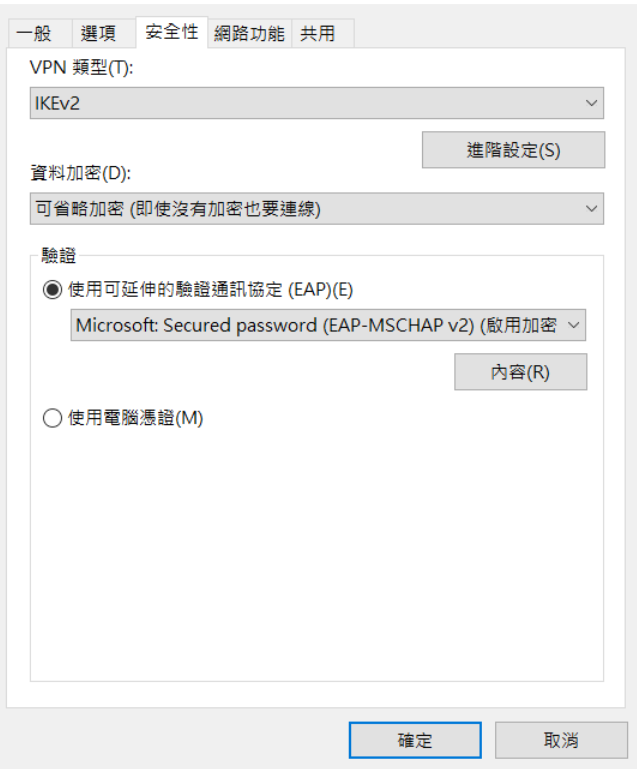 一般 選項 安全性 網路功能 共用
VPN 類型(T):
IKEv2
進階設定(S)
資料加密(D):
可省略加密 (即使沒有加密也要連線)
驗證
使用可延伸的驗證通訊協定 (EAP)(E)
Microsoft: Secured password (EAP-MSCHAP v2) (啟用加密
內容(R)
使用電腦憑證(M)
確定 取消